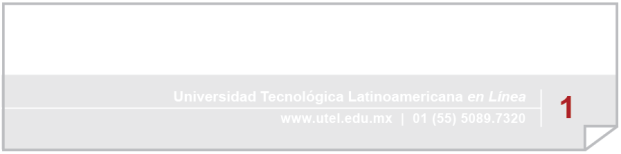 Universidad Tecnológica Latinoamericana en Línea
www.utel.edu.mx | 01 (55) 5089.7320
1